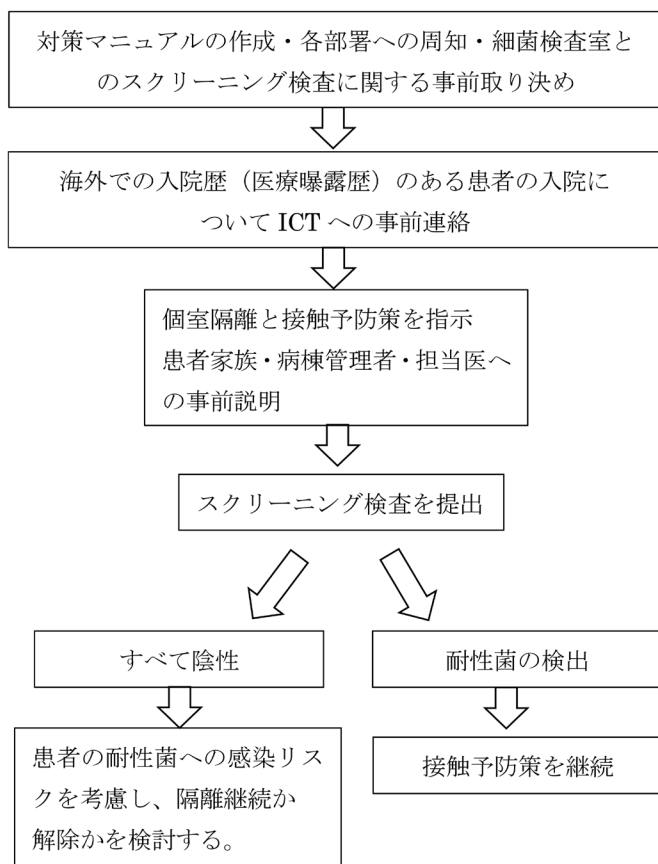 対策マニュアルの作成・各部署への周知・細菌検査室と
のスクリーニング検査に関する事前取り決め
海外での入院歴（医療曝露歴）のある患者の入院に
ついて ICT への事前連絡
個室隔離と接触予防策を指示
患者家族・病棟管理者・担当医へ
の事前説明
スクリーニング検査を提出
すべて陰性
耐性菌の検出
患者の耐性菌への感染リス
クを考慮し、隔離継続か
解除かを検討する。
接触予防策を継続